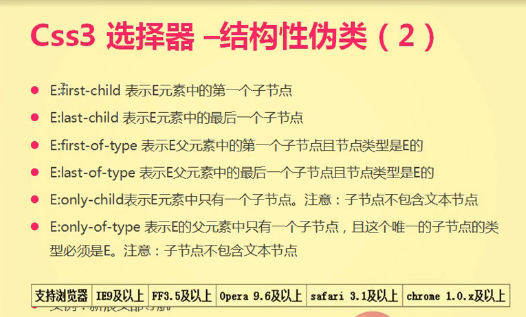 Css3 选择器 –结构性伪类（2）
E:first-child 表示E元素中的第一个子节点
E:last-child 表示E元素中的最后一个子节点
E:first-of-type 表示E父元素中的第一个子节点且节点类型是E的
E:last-of-type 表示E父元素中的最后一个子节点且节点类型是E的
E:only-child表示E元素中只有一个子节点。注意：子节点不包含文本节点
E:only-of-type 表示E的父元素中只有一个子节点，且这个唯一的子节点的类
型必须是E。注意：子节点不包含文本节点
支持浏览器 IE9及以上 FF3.5及以上 Opera 9.6及以上 safari 3.1及以上 chrome 1.0.x及以上